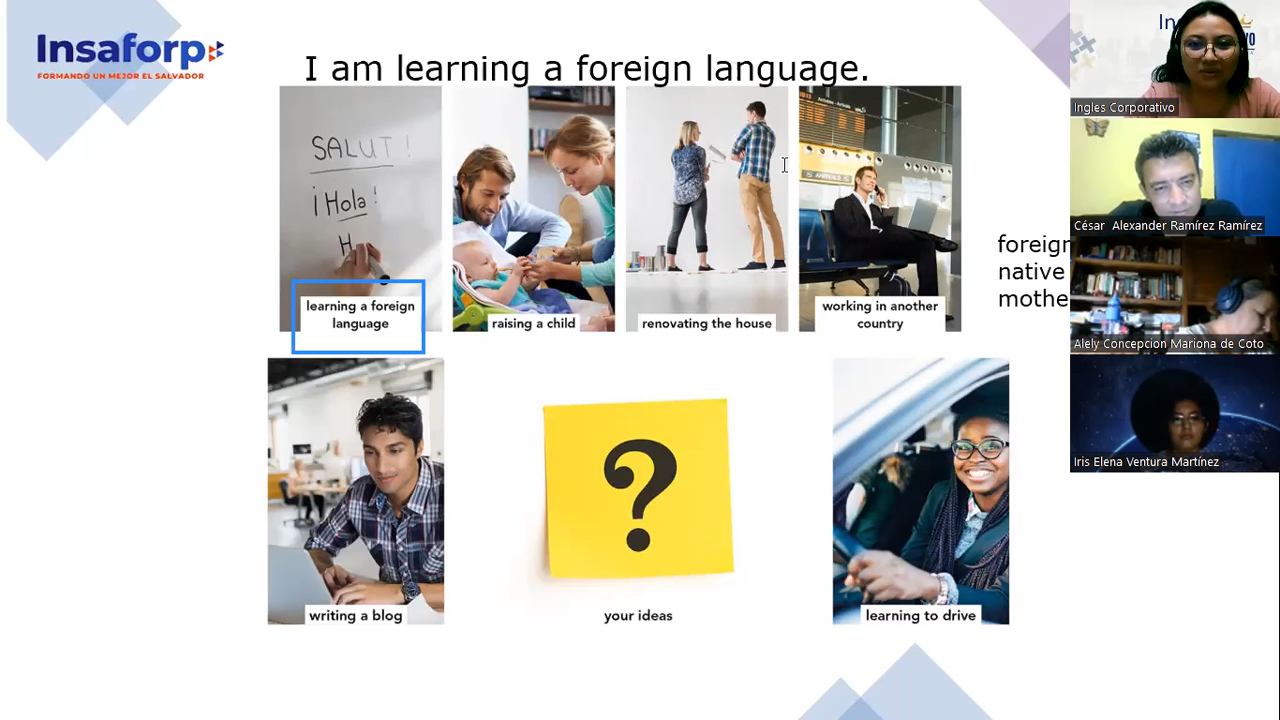 Insaforp
FORMANDO UN MEJOR EL SALVADOR
I am learning a foreign language.
SALUT !
¡Hola!
H
learning a foreign
language
raising a child
renovating the house
ARRIVALS
working in another
country
foreign
native
mothe
writing a blog
?
your ideas
learning to drive
Ingles Corporativo
César Alexander Ramírez Ramírez
Alely Concepcion Mariona de Coto
Iris Elena Ventura Martínez